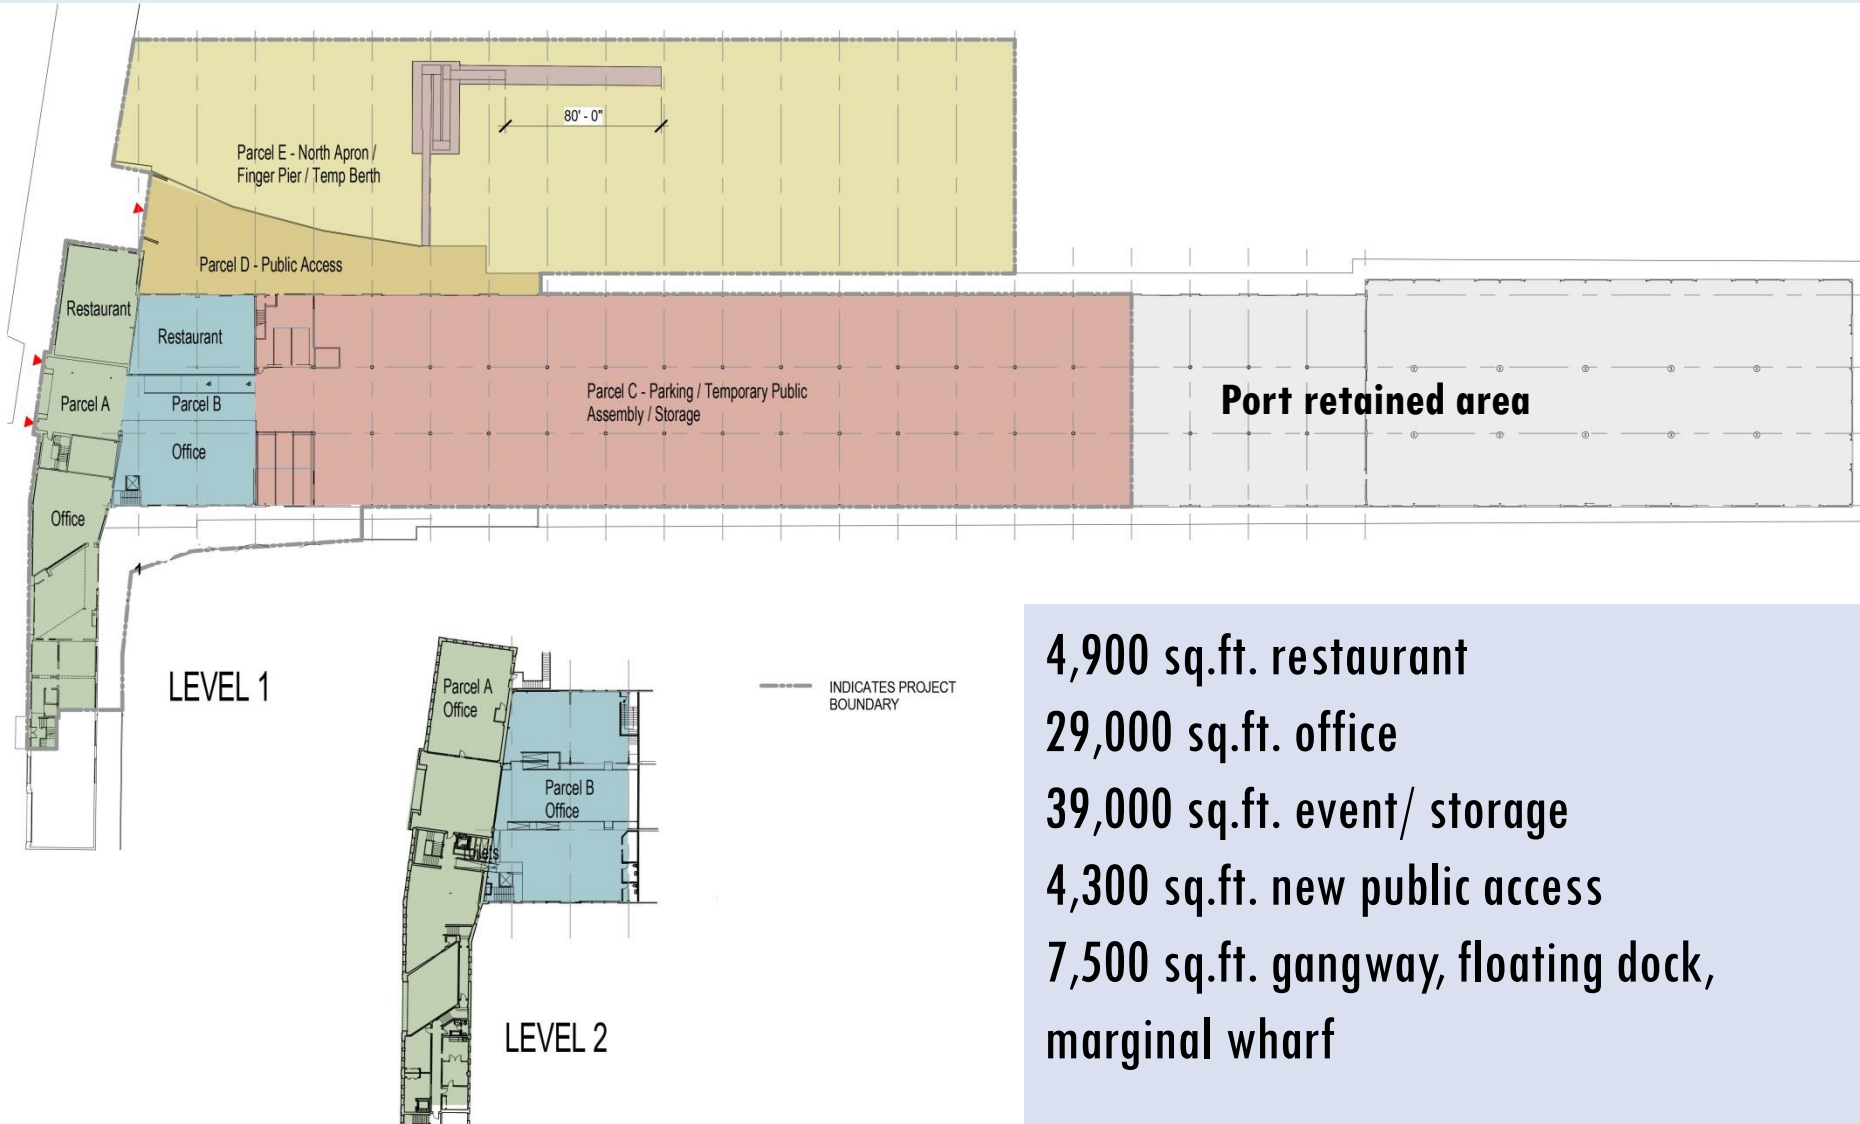 80' - 0"
Parcel E - North Apron /
Finger Pier / Temp Berth
Parcel D - Public Access
Restaurant
Restaurant
Parcel A
Parcel B
Parcel C - Parking / Temporary Public
Assembly / Storage
Port retained area
Office
Office
1
LEVEL 1
Parcel A
Office
INDICATES PROJECT
BOUNDARY
Parcel B
Office
Toilets
LEVEL 2
4,900 sq.ft. restaurant
29,000 sq.ft. office
39,000 sq.ft. event/ storage
4,300 sq.ft. new public access
7,500 sq.ft. gangway, floating dock,
marginal wharf